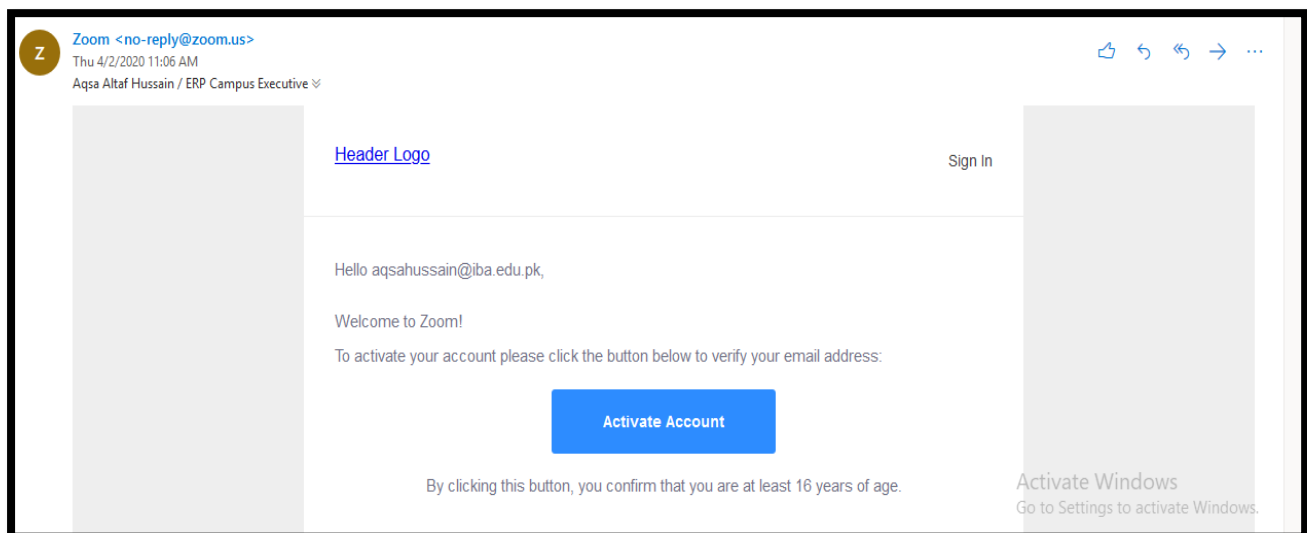 Z
Zoom <no-reply@zoom.us>
Thu 4/2/2020 11:06 AM
Aqsa Altaf Hussain / ERP Campus Executive
Header Logo
Sign In
Hello aqsahussain@iba.edu.pk,
Welcome to Zoom!
To activate your account please click the button below to verify your email address:
Activate Account
By clicking this button, you confirm that you are at least 16 years of age.
Activate Windows
Go to Settings to activate Windows.